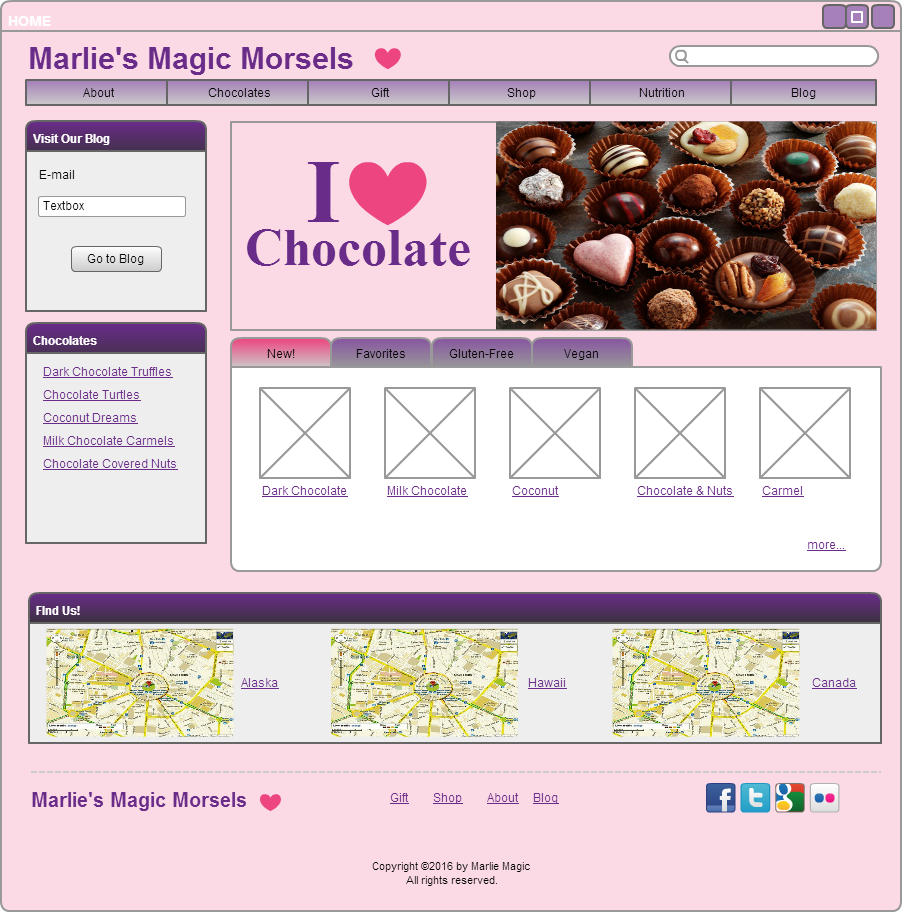 HOME
Marlie's Magic Morsels
About Chocolates Gift Shop Nutrition Blog
Visit Our Blog
E-mail
Textbox
Go to Blog
I
Chocolate
Chocolates
Dark Chocolate Truffles
Chocolate Turtles
Coconut Dreams
Milk Chocolate Carmels
Chocolate Covered Nuts
New! Favorites Gluten-Free Vegan
Dark Chocolate Milk Chocolate Coconut Chocolate & Nuts Carmel
more...
Find Us!
Alaska Hawaii Canada
Marlie's Magic Morsels
Gift Shop About Blog
Copyright ©2016 by Marlie Magic
All rights reserved.